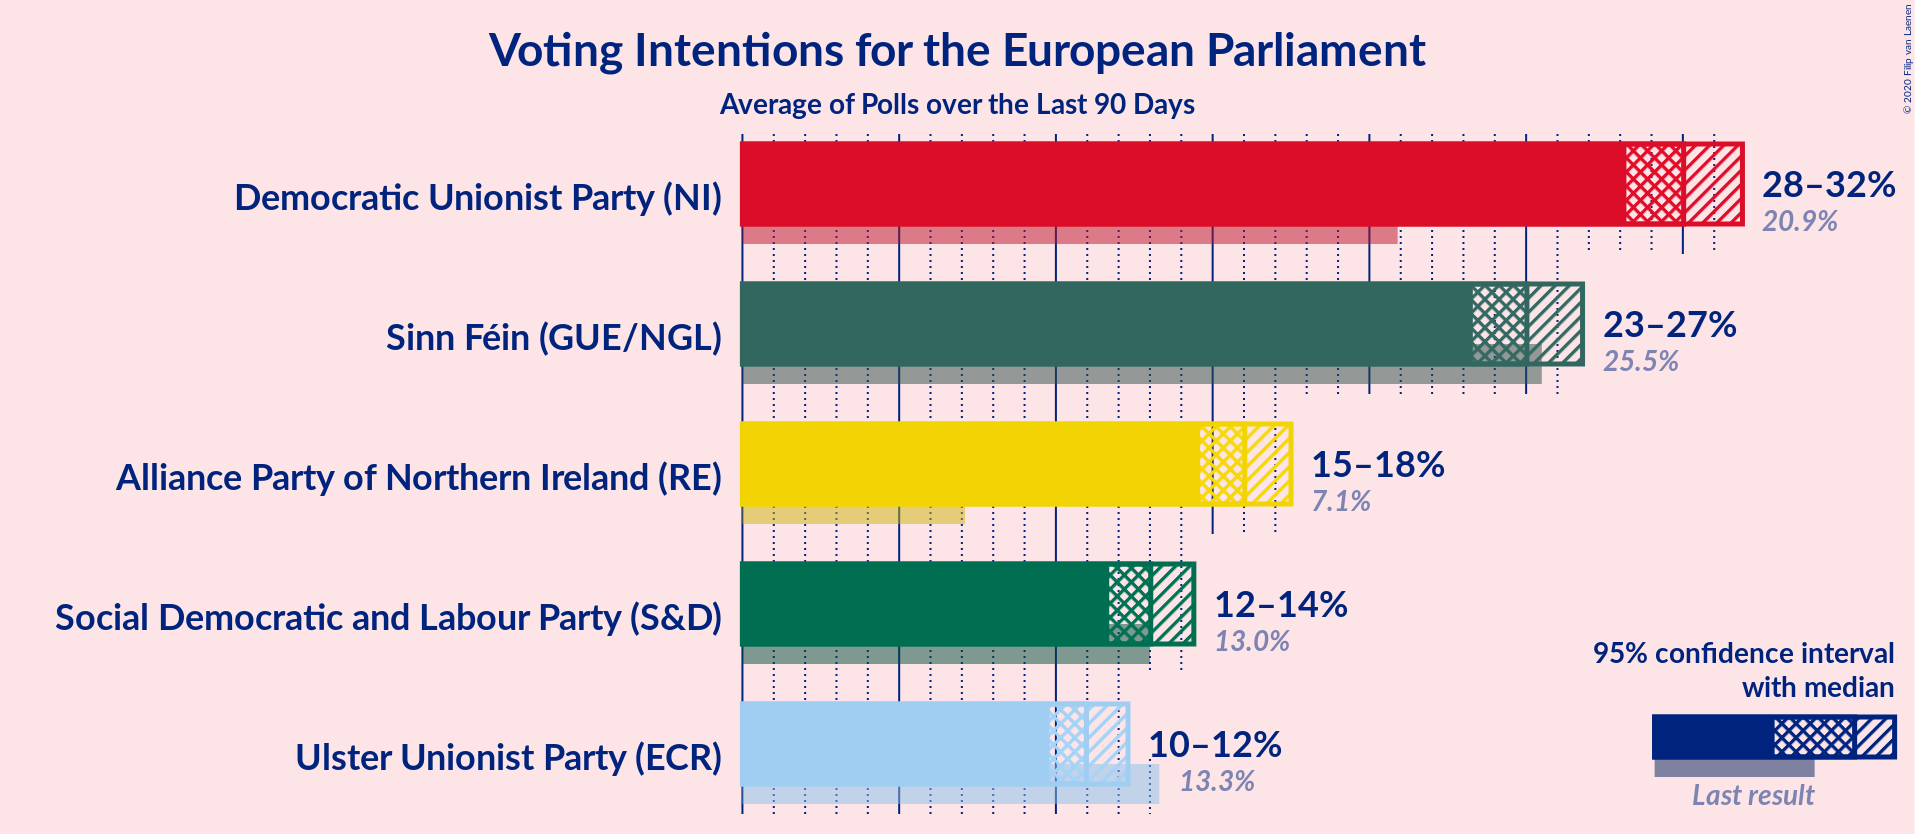 Voting Intentions for the European Parliament
Average of Polls over the Last 90 Days
© 2020 Filip van Laenen
Democratic Unionist Party (NI)
28–32%
20.9%
Sinn Féin (GUE/NGL)
23–27%
25.5%
Alliance Party of Northern Ireland (RE)
15–18%
7.1%
Social Democratic and Labour Party (S&D)
12–14%
13.0%
Ulster Unionist Party (ECR)
10–12%
13.3%
95% confidence interval
with median
Last result